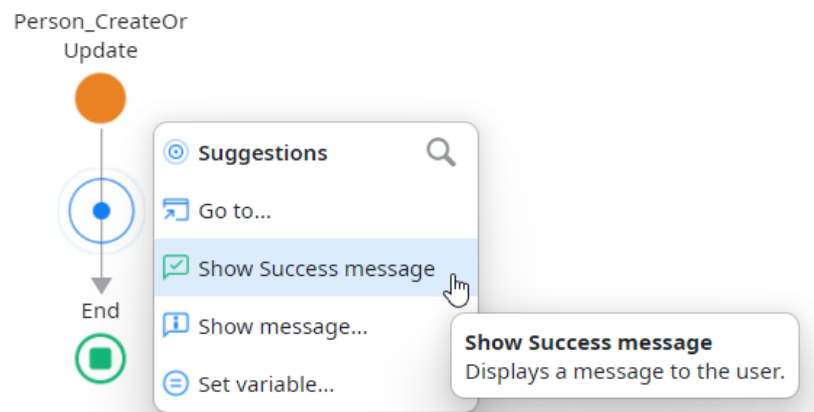 Person_CreateOr
Update
Suggestions
Go to...
Show Success message
End
Show message...
Show Success message
Displays a message to the user.
Set variable...